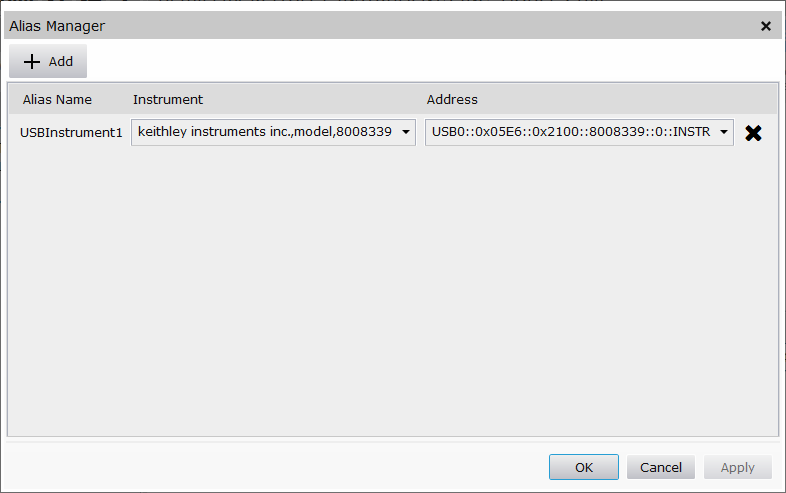 Alias Manager
Add
Alias Name Instrument Address
USBInstrument1 keithley instruments inc.,model,8008339 USB0::0x05E6::0x2100::8008339::0::INSTR
OK Cancel Apply